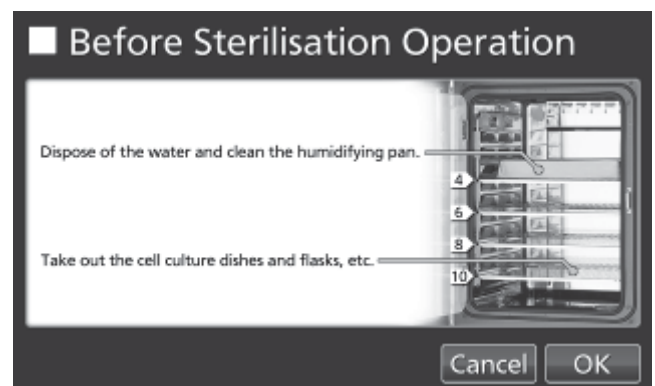 Before Sterilisation Operation
Dispose of the water and clean the humidifying pan.
4
6
8
Take out the cell culture dishes and flasks, etc.
10
Cancel OK